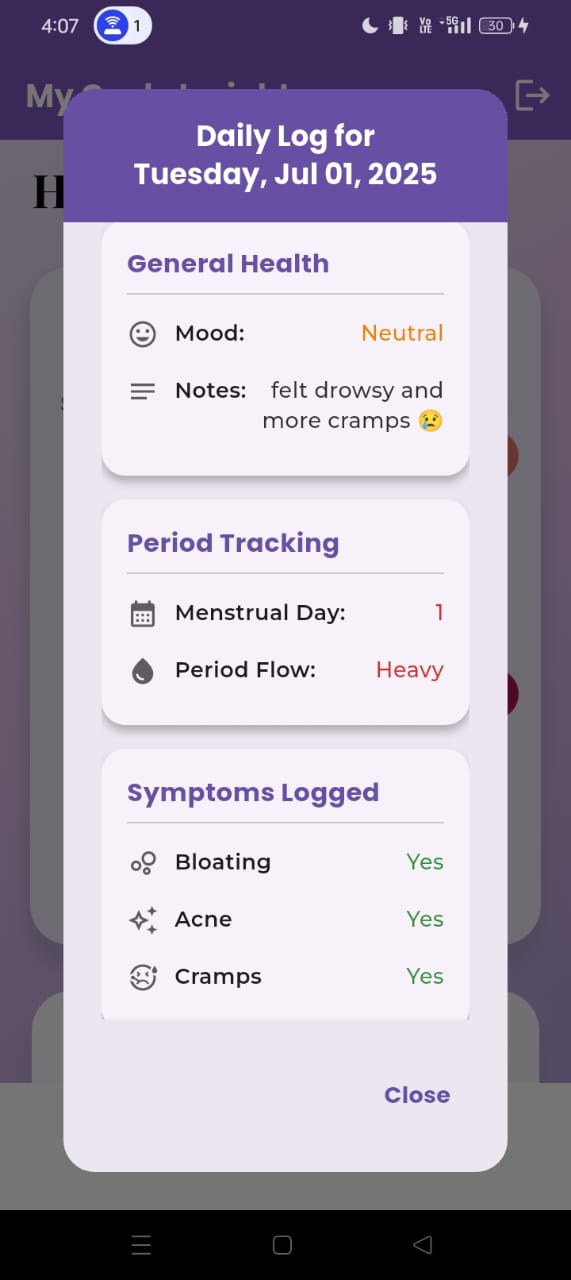 4:07
1
Vo
LTE
5G
30
My
Daily Log for
Tuesday, Jul 01, 2025
H
General Health
Mood: Neutral
Notes: felt drowsy and
more cramps 😢
Period Tracking
Menstrual Day: 1
Period Flow: Heavy
Symptoms Logged
Bloating Yes
Acne Yes
Cramps Yes
Close